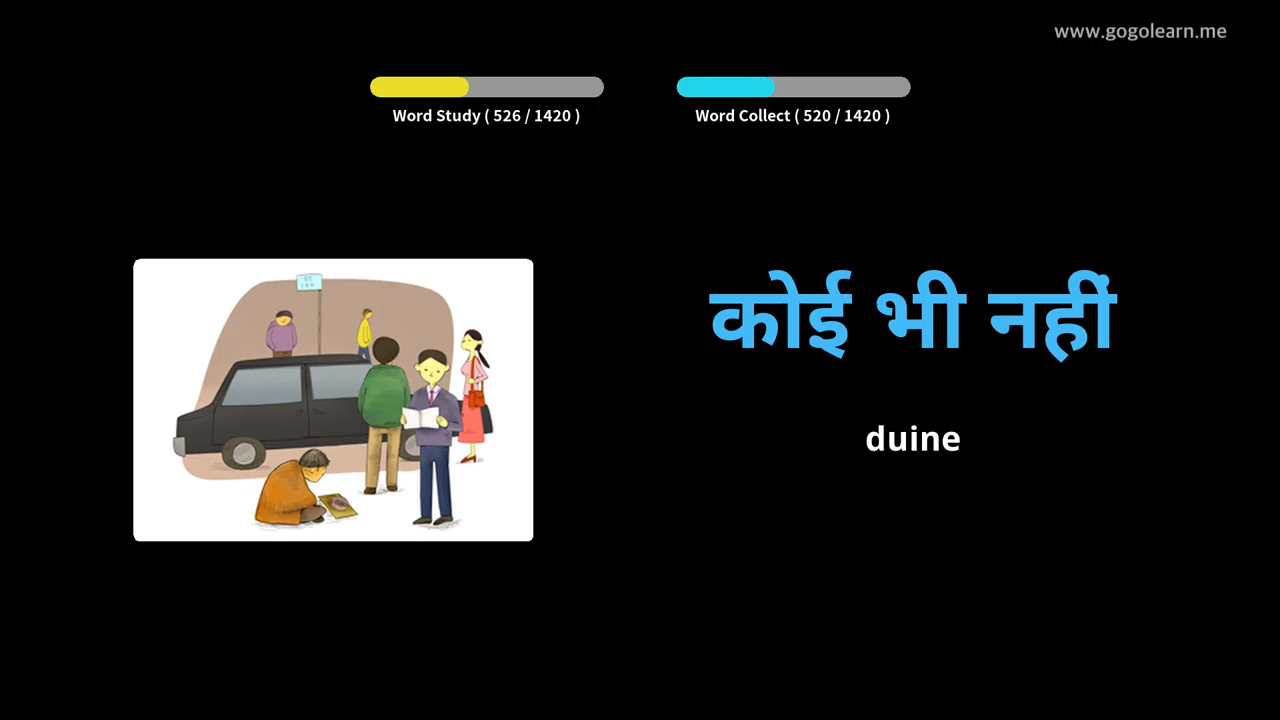 www.gogolearn.me
Word Study ( 526 / 1420 )
Word Collect ( 520 / 1420 )
कोई भी नहीं
duine